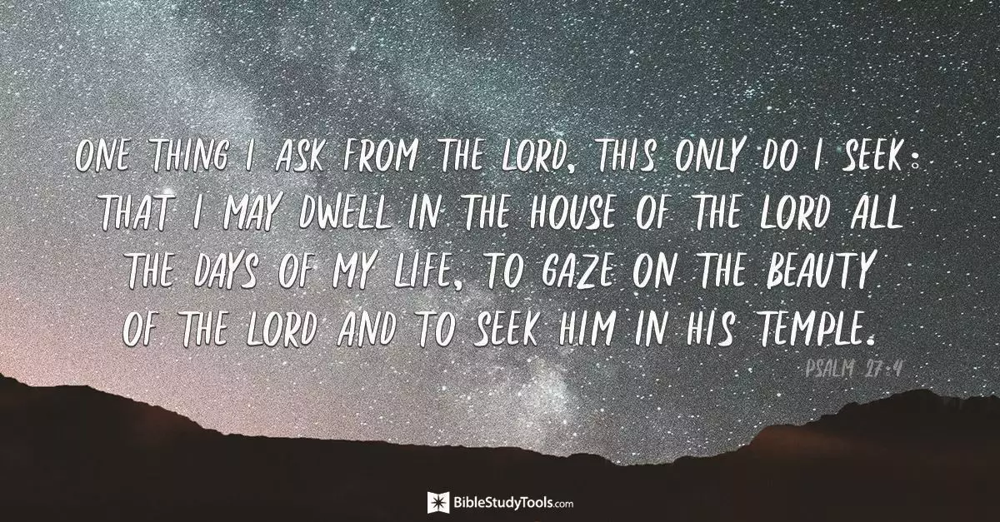 ONE THING I ASK FROM THE LORD, THIS ONLY DO I SEEK:
THAT I MAY DWELL IN THE HOUSE OF THE LORD ALL
THE DAYS OF MY LIFE, TO GAZE ON THE BEAUTY
OF THE LORD AND TO SEEK HIM IN HIS TEMPLE.
PSALM 27:4
BIBLESTUDYTOOLS.com